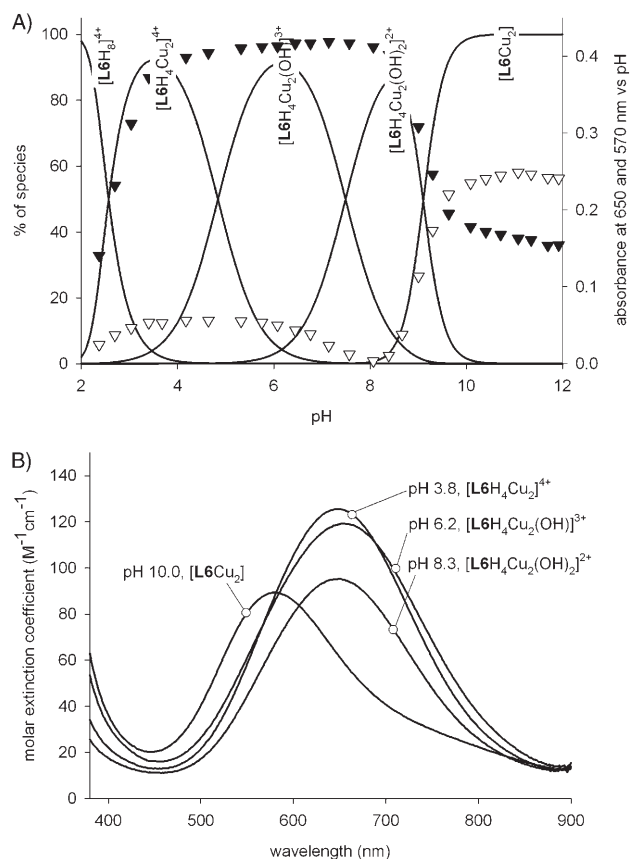 A)
[L6H8]4+
[L6H4Cu2]4+
[L6H4Cu2(OH)]3+
[L6H4Cu2(OH)2]2+
[L6Cu2]
100
80
60
40
20
0
% of species
0.4
0.3
0.2
0.1
0.0
absorbance at 650 and 570 nm vs pH
2 4 6 8 10 12
pH
B)
140
120
100
80
60
40
20
0
molar extinction coefficient (M-1cm-1)
pH 3.8, [L6H4Cu2]4+
pH 6.2, [L6H4Cu2(OH)]3+
pH 8.3, [L6H4Cu2(OH)2]2+
pH 10.0, [L6Cu2]
400 500 600 700 800 900
wavelength (nm)